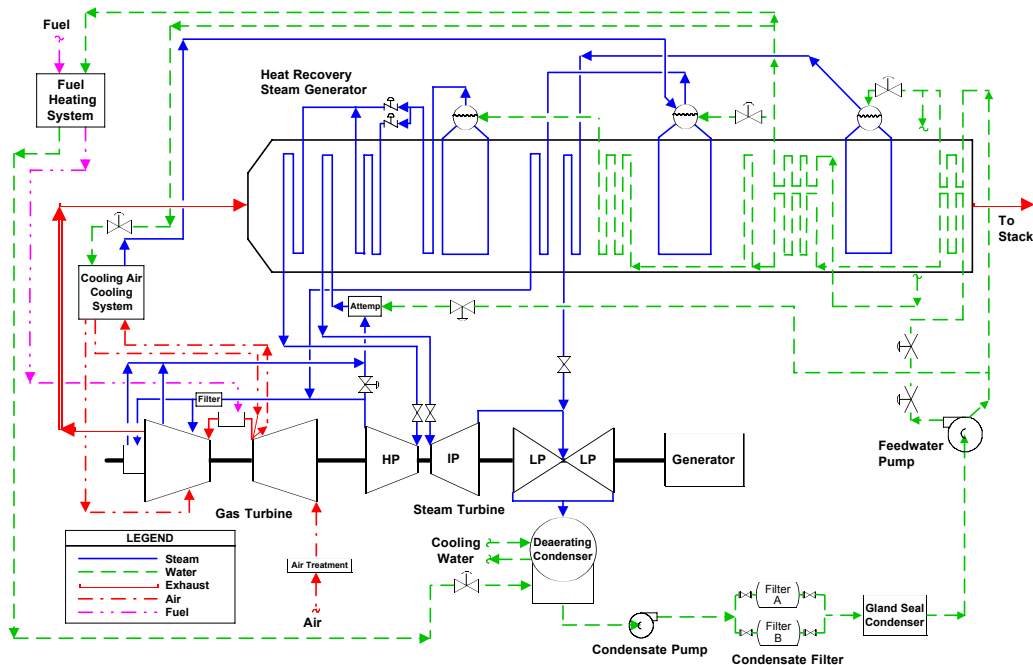 Fuel
Fuel
Heating
System
Heat Recovery
Steam Generator
To
Stack
Cooling Air
Cooling
System
Attemp
Filter
Feedwater
Pump
HP
IP
LP
LP
Generator
Gas Turbine
Steam Turbine
LEGEND
Steam
Water
Exhaust
Air
Fuel
Air Treatment
Air
Cooling
Water
Deaerating
Condenser
Filter
A
Filter
B
Gland Seal
Condenser
Condensate Pump
Condensate Filter